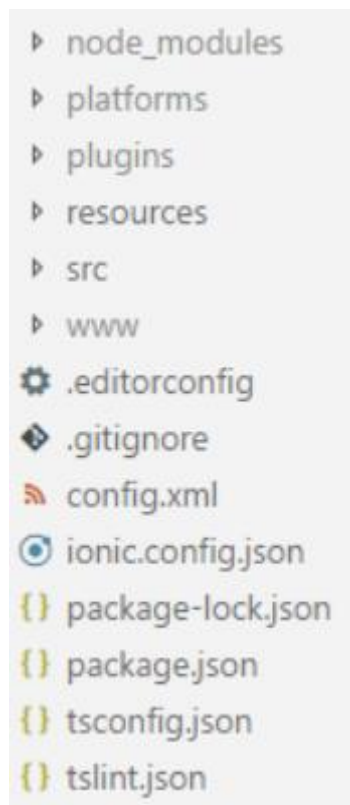 node_modules
platforms
plugins
resources
src
www
.editorconfig
.gitignore
config.xml
ionic.config.json
package-lock.json
package.json
tsconfig.json
tslint.json